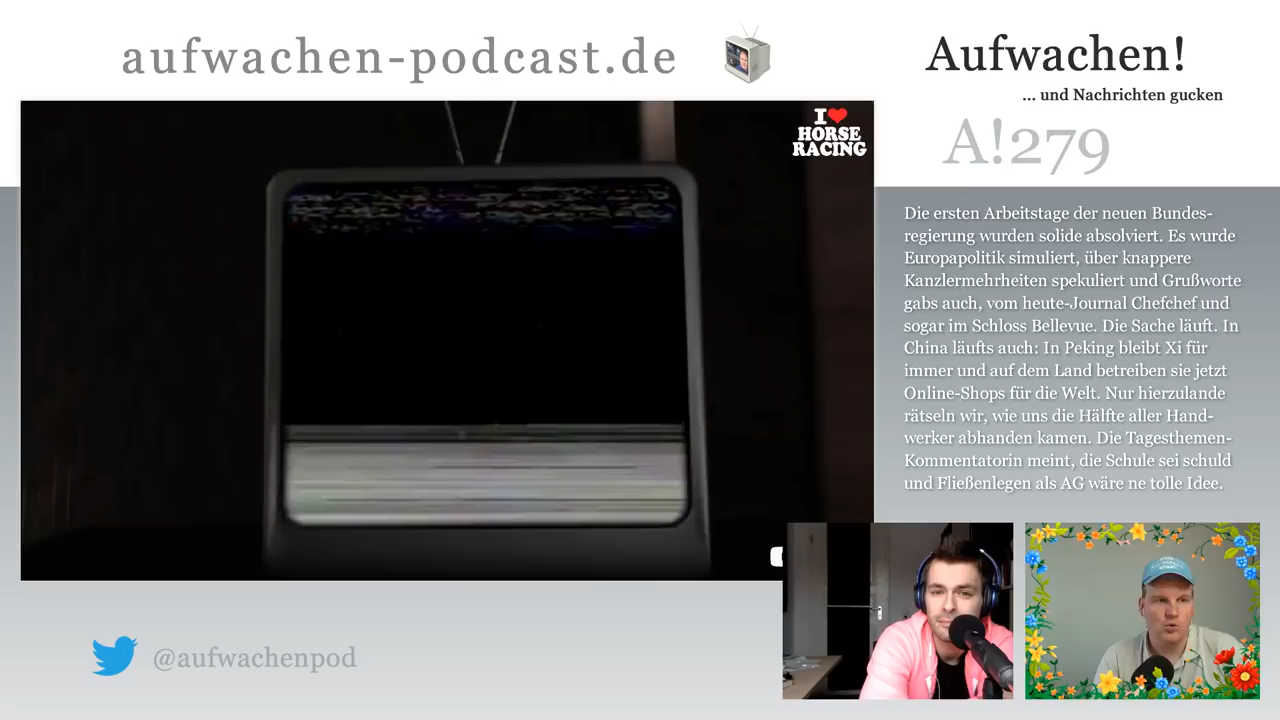 aufwachen-podcast.de
Aufwachen!
... und Nachrichten gucken
A!279
I
HORSE
RACING
Die ersten Arbeitstage der neuen Bundes-
regierung wurden solide absolviert. Es wurde
Europapolitik simuliert, über knappere
Kanzlermehrheiten spekuliert und Grußworte
gabs auch, vom heute-Journal Chefchef und
sogar im Schloss Bellevue. Die Sache läuft. In
China läufts auch: In Peking bleibt Xi für
immer und auf dem Land betreiben sie jetzt
Online-Shops für die Welt. Nur hierzulande
rätseln wir, wie uns die Hälfte aller Hand-
werker abhanden kamen. Die Tagesthemen-
Kommentatorin meint, die Schule sei schuld
und Fließenlegen als AG wäre ne tolle Idee.
@aufwachenpod